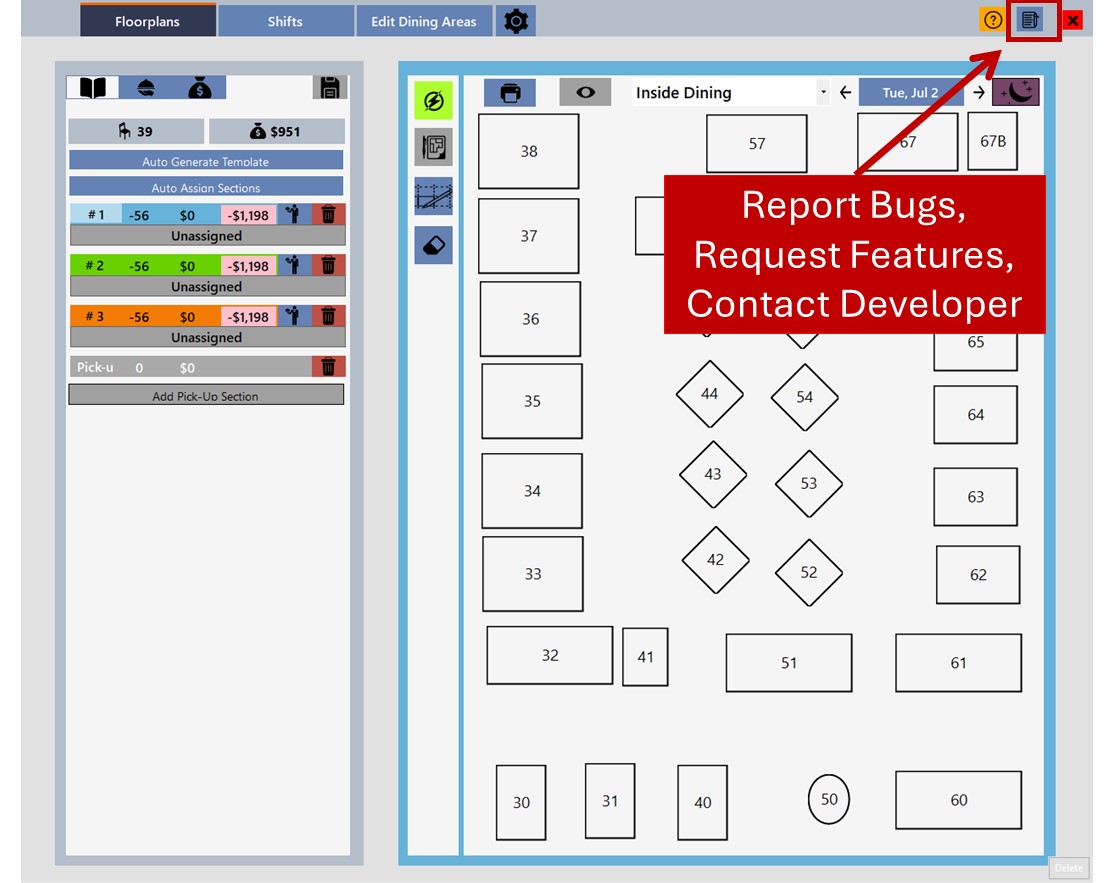 Floorplans
Shifts
Edit Dining Areas
?
39
$951
Auto Generate Template
Auto Assign Sections
# 1 -56 $0 -$1,198
Unassigned
# 2 -56 $0 -$1,198
Unassigned
# 3 -56 $0 -$1,198
Unassigned
Pick-u 0 $0
Add Pick-Up Section
Inside Dining
Tue, Jul 2
38
57
67
67B
37
Report Bugs,
Request Features,
Contact Developer
36
65
35
44
54
64
34
43
53
63
33
42
52
62
32
41
51
61
30
31
40
50
60
Delete